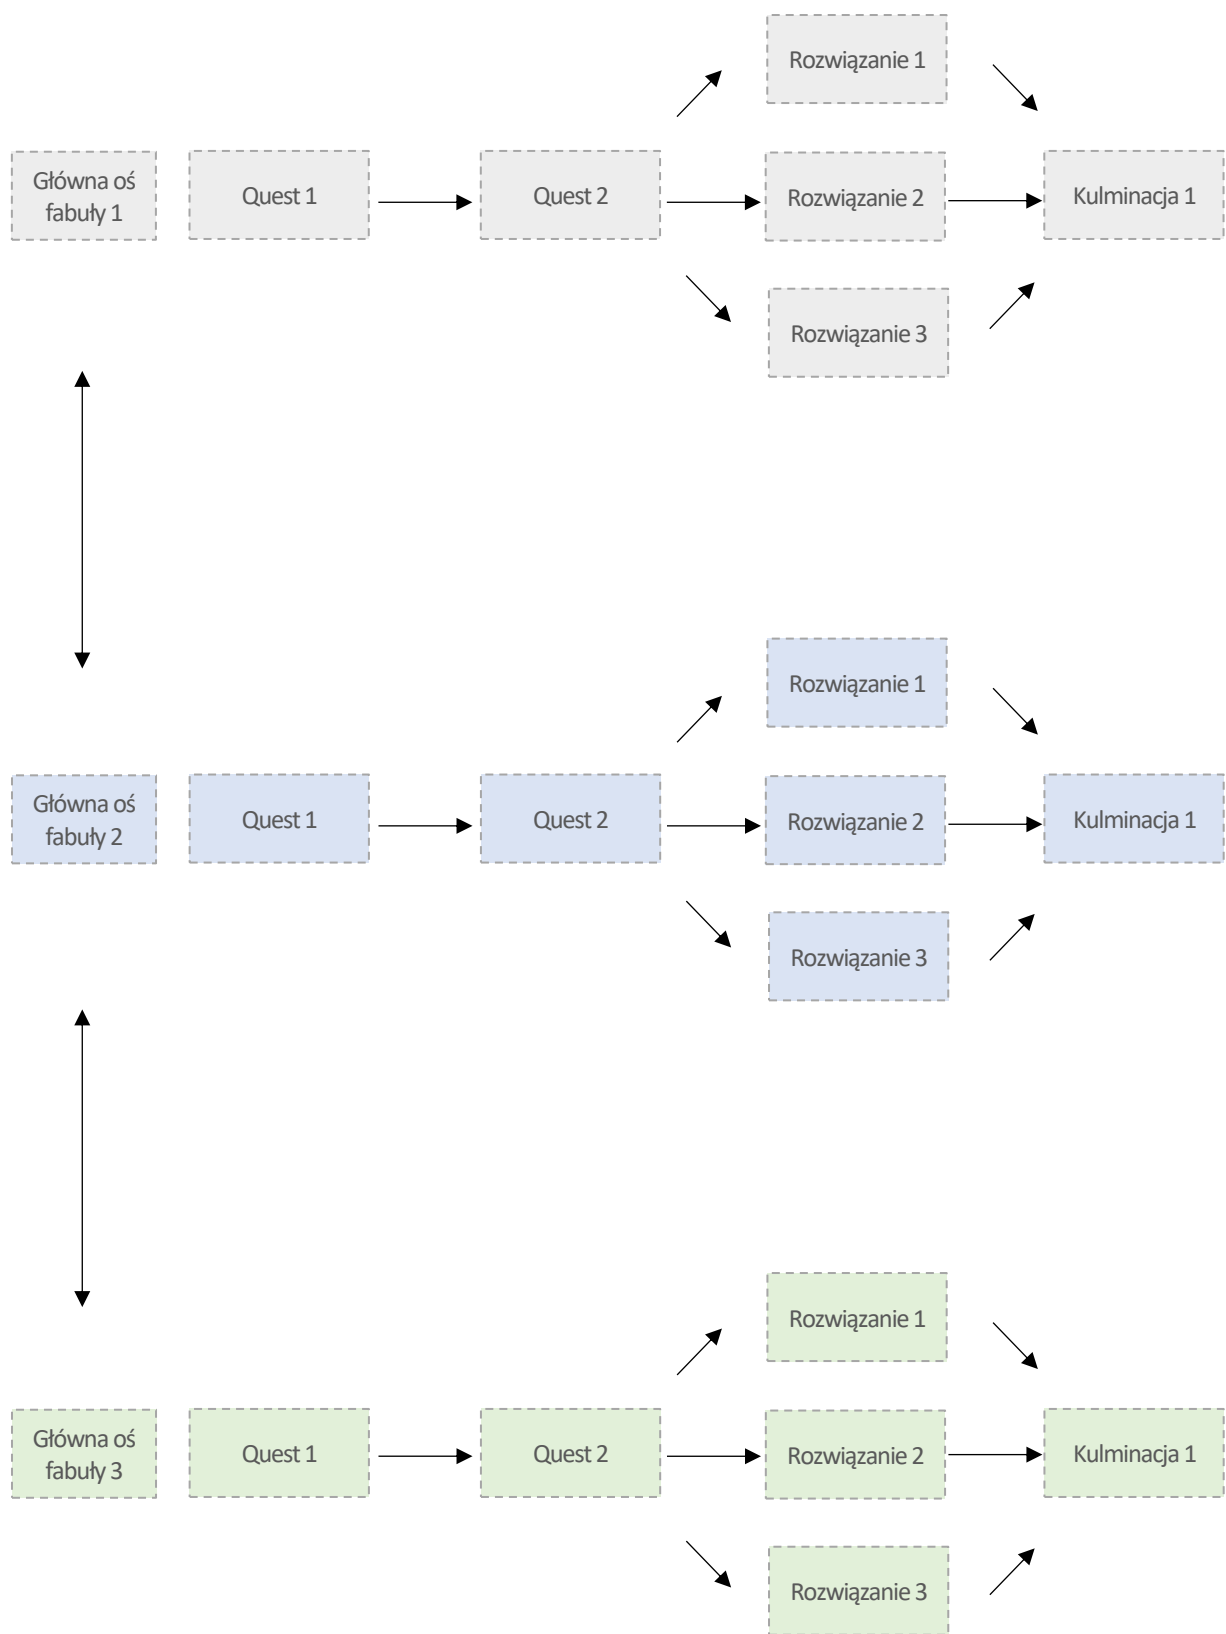 Rozwiązanie 1
Główna oś
fabuły 1
Quest 1
Quest 2
Rozwiązanie 2
Kulminacja 1
Rozwiązanie 3
Rozwiązanie 1
Główna oś
fabuły 2
Quest 1
Quest 2
Rozwiązanie 2
Kulminacja 1
Rozwiązanie 3
Rozwiązanie 1
Główna oś
fabuły 3
Quest 1
Quest 2
Rozwiązanie 2
Kulminacja 1
Rozwiązanie 3